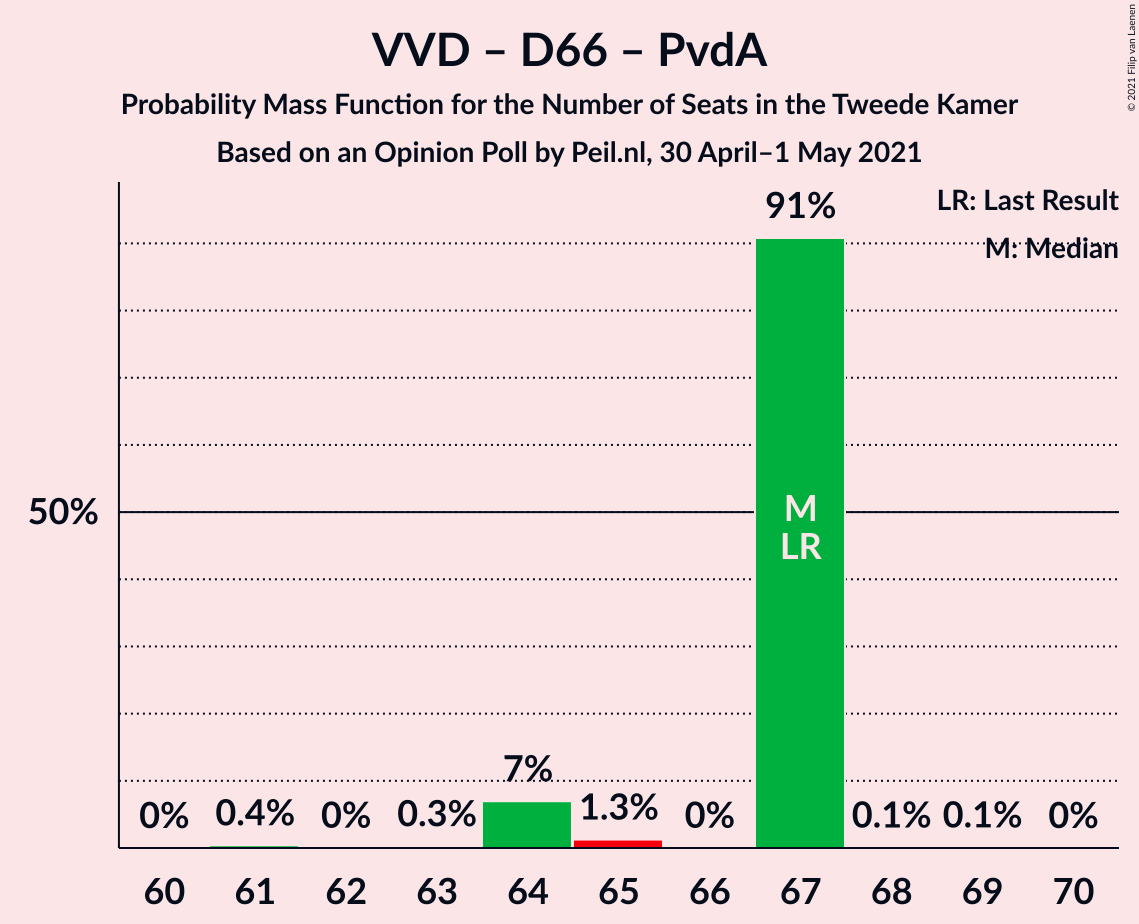 VVD – D66 – PvdA
Probability Mass Function for the Number of Seats in the Tweede Kamer
Based on an Opinion Poll by Peil.nl, 30 April–1 May 2021
© 2021 Filip van Laenen
LR: Last Result
M: Median
91%
50%
M
LR
7%
0% 0.4% 0% 0.3% 1.3% 0% 0.1% 0.1% 0%
60 61 62 63 64 65 66 67 68 69 70